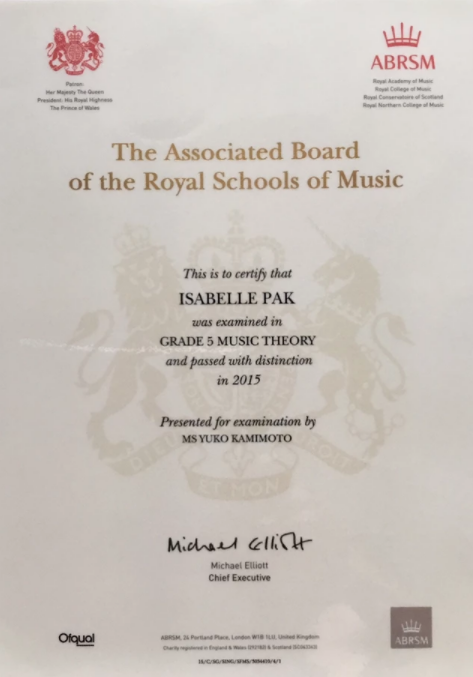 Patron
Her Majesty The Queen
President: His Royal Highness
The Prince of Wales
ABRSM
Royal Academy of Music
Royal College of Music
Royal Conservatoire of Scotland
Royal Northern College of Music
The Associated Board
of the Royal Schools of Music
This is to certify that
ISABELLE PAK
was examined in
GRADE 5 MUSIC THEORY
and passed with distinction
in 2015
Presented for examination by
MS YUKO KAMIMOTO
DIEU ET MON DROIT
Michael Elliott
Michael Elliott
Chief Executive
Ofqual
ABRSM, 24 Portland Place, London W1B 1LU, United Kingdom
Charity registered in England & Wales & Scotland
ABRSM